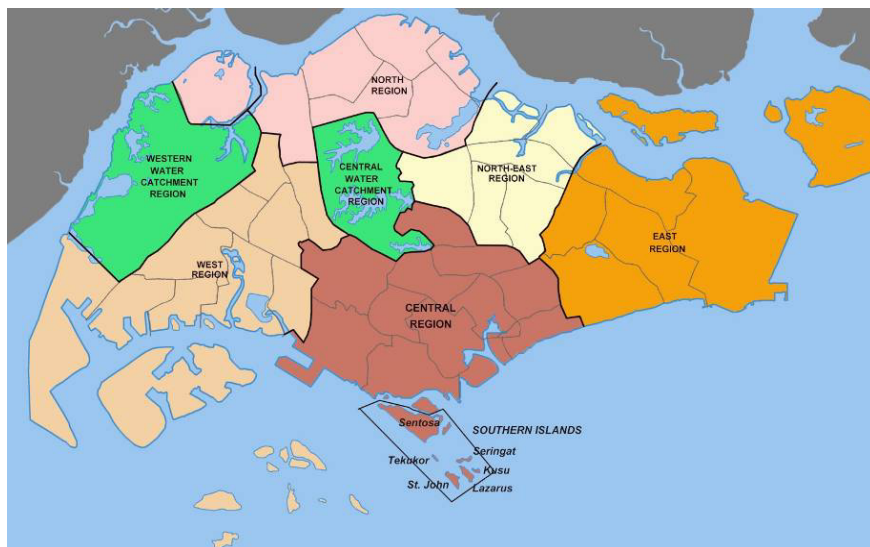 NORTH
REGION
WESTERN
WATER
CATCHMENT
REGION
CENTRAL
WATER
CATCHMENT
REGION
NORTH-EAST
REGION
EAST
REGION
WEST
REGION
CENTRAL
REGION
Sentosa
SOUTHERN ISLANDS
Tekukor
Seringat
Kusu
St. John
Lazarus